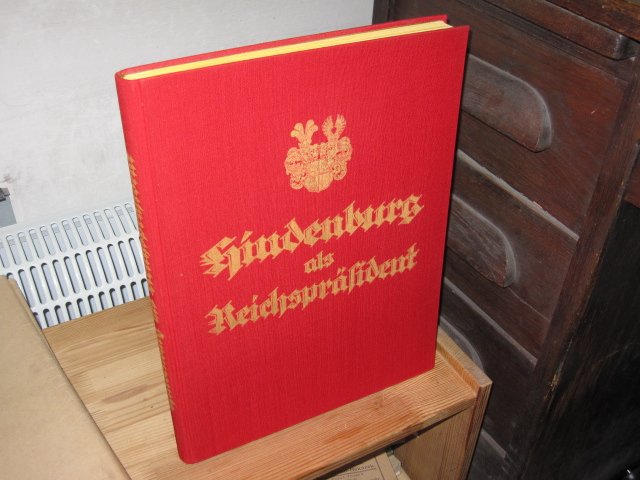 Hindenburg
als
Reichspräsident